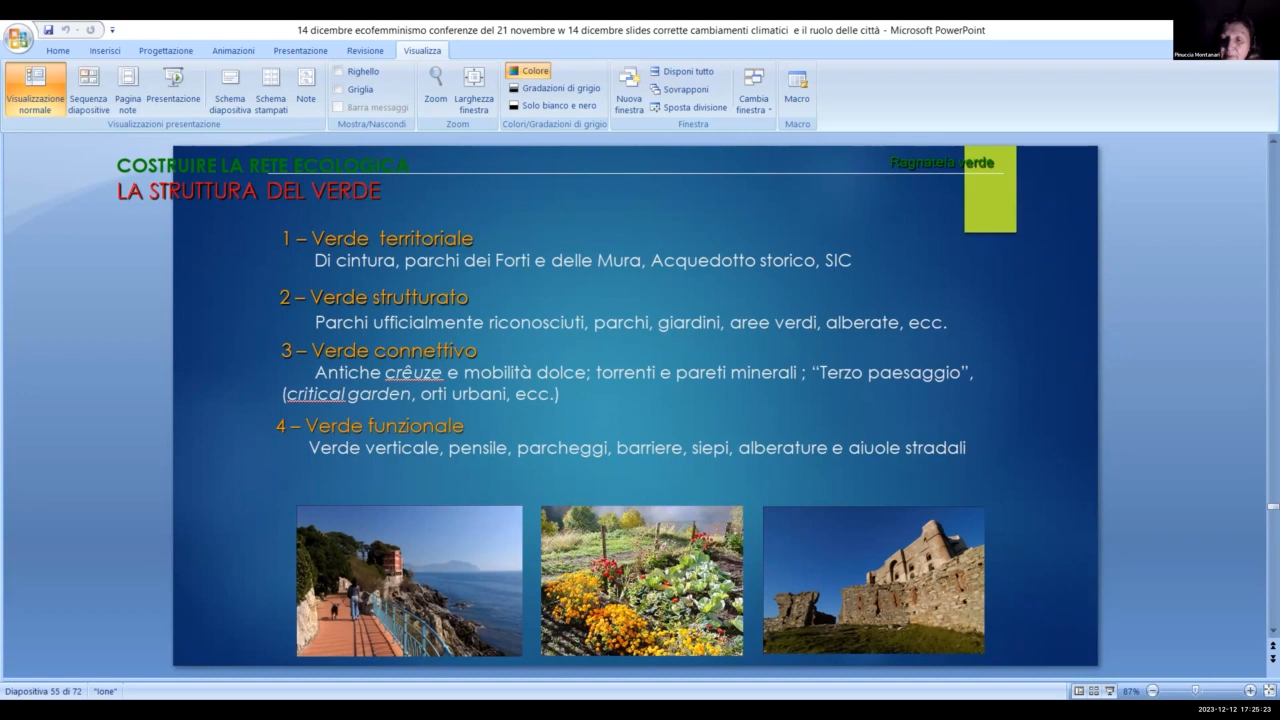 14 dicembre ecofemminismo conferenze del 21 novembre w 14 dicembre slides corrette cambiamenti climatici e il ruolo delle città - Microsoft PowerPoint
Pinuccia Montanari
Home Inserisci Progettazione Animazioni Presentazione Revisione Visualizza
Visualizzazione normale
Sequenza diapositive
Pagina note
Presentazione
Schema diapositiva
Schema stampati
Note
Visualizzazioni presentazione
Righello
Griglia
Barra messaggi
Mostra/Nascondi
Zoom
Larghezza finestra
Zoom
Colore
Gradazioni di grigio
Solo bianco e nero
Colori/Gradazioni di grigio
Nuova finestra
Disponi tutto
Sovrapponi
Sposta divisione
Cambia finestra
Finestra
Macro
Macro
COSTRUIRE LA RETE ECOLOGICA
Ragnatela verde
LA STRUTTURA DEL VERDE
1 – Verde territoriale
Di cintura, parchi dei Forti e delle Mura, Acquedotto storico, SIC
2 – Verde strutturato
Parchi ufficialmente riconosciuti, parchi, giardini, aree verdi, alberate, ecc.
3 – Verde connettivo
Antiche crêuze e mobilità dolce; torrenti e pareti minerali ; “Terzo paesaggio”,
(critical garden, orti urbani, ecc.)
4 – Verde funzionale
Verde verticale, pensile, parcheggi, barriere, siepi, alberature e aiuole stradali
Diapositiva 55 di 72 "Ione" 87%
2023-12-12 17:25:23